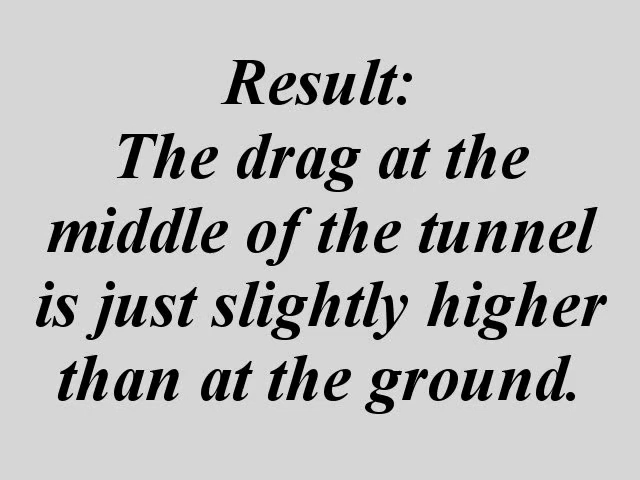 Result:
The drag at the
middle of the tunnel
is just slightly higher
than at the ground.